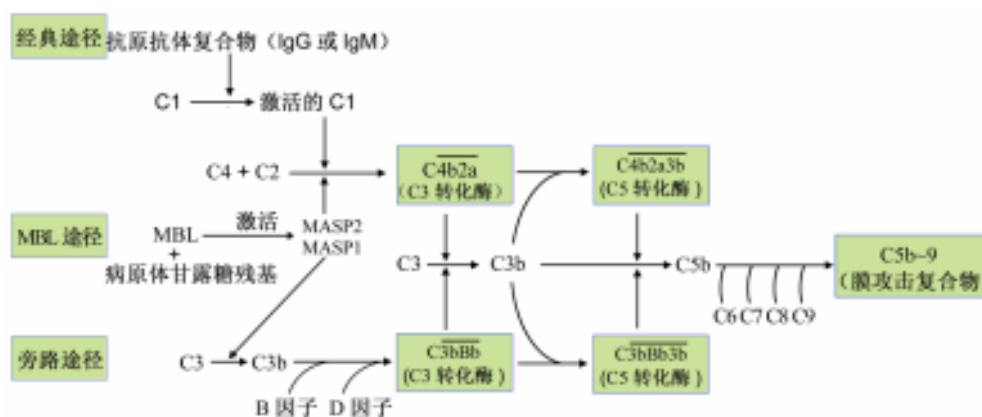 经典途径 抗原抗体复合物（IgG 或 IgM）
C1 激活的 C1
C4 + C2
C4b2a
（C3 转化酶）
C4b2a3b
(C5 转化酶)
MBL 途径
MBL
+
病原体甘露糖残基
激活
MASP2
MASP1
C3 C3b C5b
C6 C7 C8 C9
C5b~9
（膜攻击复合物
旁路途径
C3 C3b
B 因子 D 因子
C3bBb
(C3 转化酶)
C3bBb3b
(C5 转化酶)